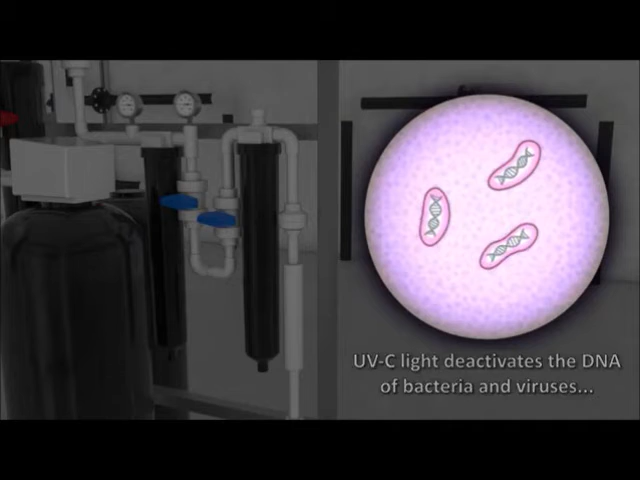 UV-C light deactivates the DNA
of bacteria and viruses...